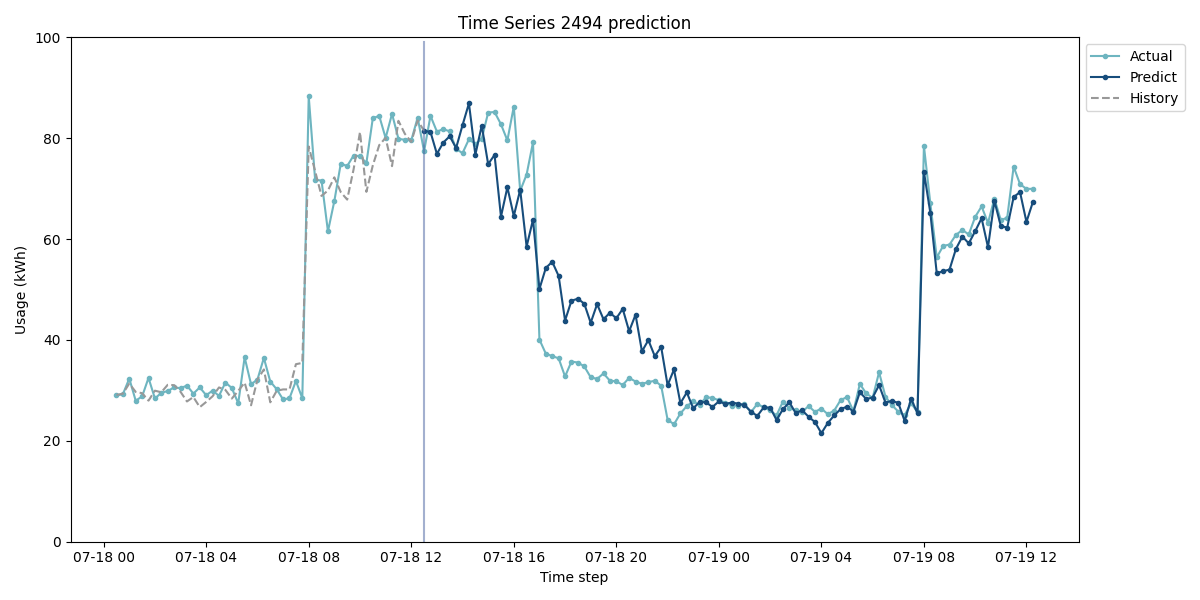 Time Series 2494 prediction
100
80
60
40
20
0
Usage (kWh)
07-18 00
07-18 04
07-18 08
07-18 12
07-18 16
07-18 20
07-19 00
07-19 04
07-19 08
07-19 12
Time step
Actual
Predict
History